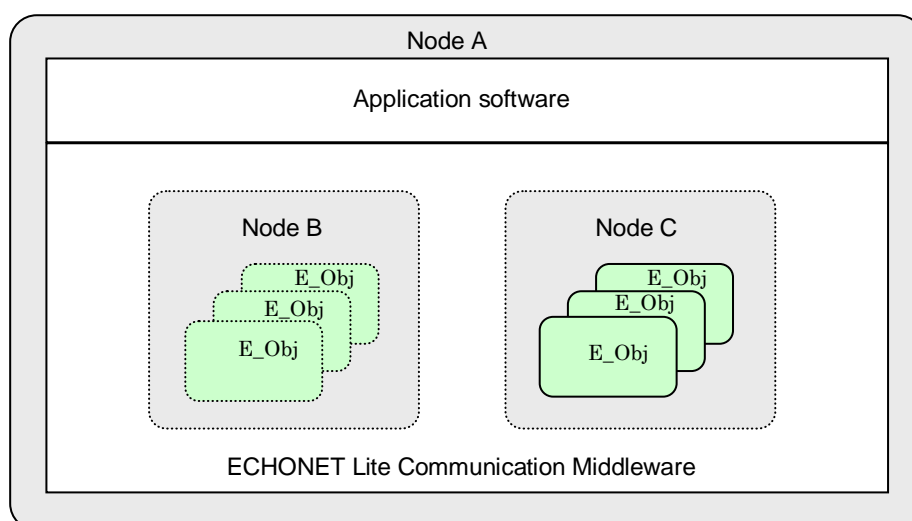 Node A
Application software
Node B
E_Obj
E_Obj
E_Obj
Node C
E_Obj
E_Obj
E_Obj
ECHONET Lite Communication Middleware